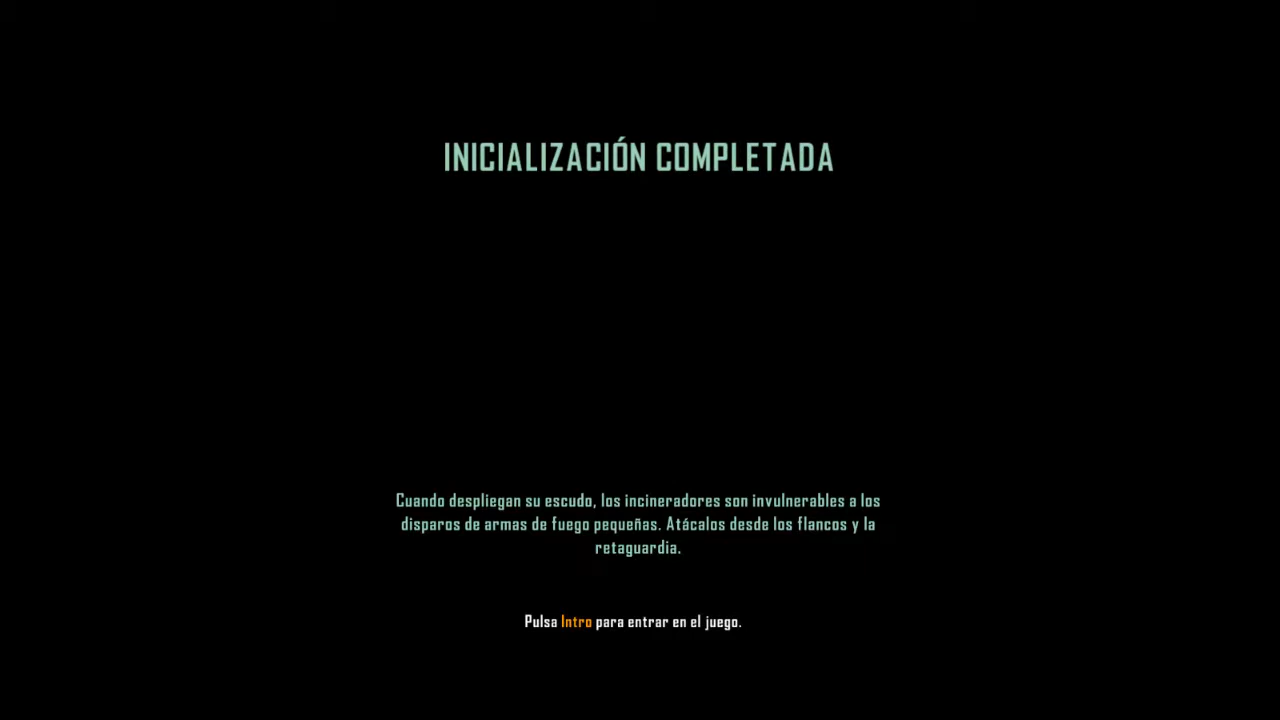 INICIALIZACIÓN COMPLETADA
Cuando despliegan su escudo, los incineradores son invulnerables a los
disparos de armas de fuego pequeñas. Atácalos desde los flancos y la
retaguardia.
Pulsa Intro para entrar en el juego.